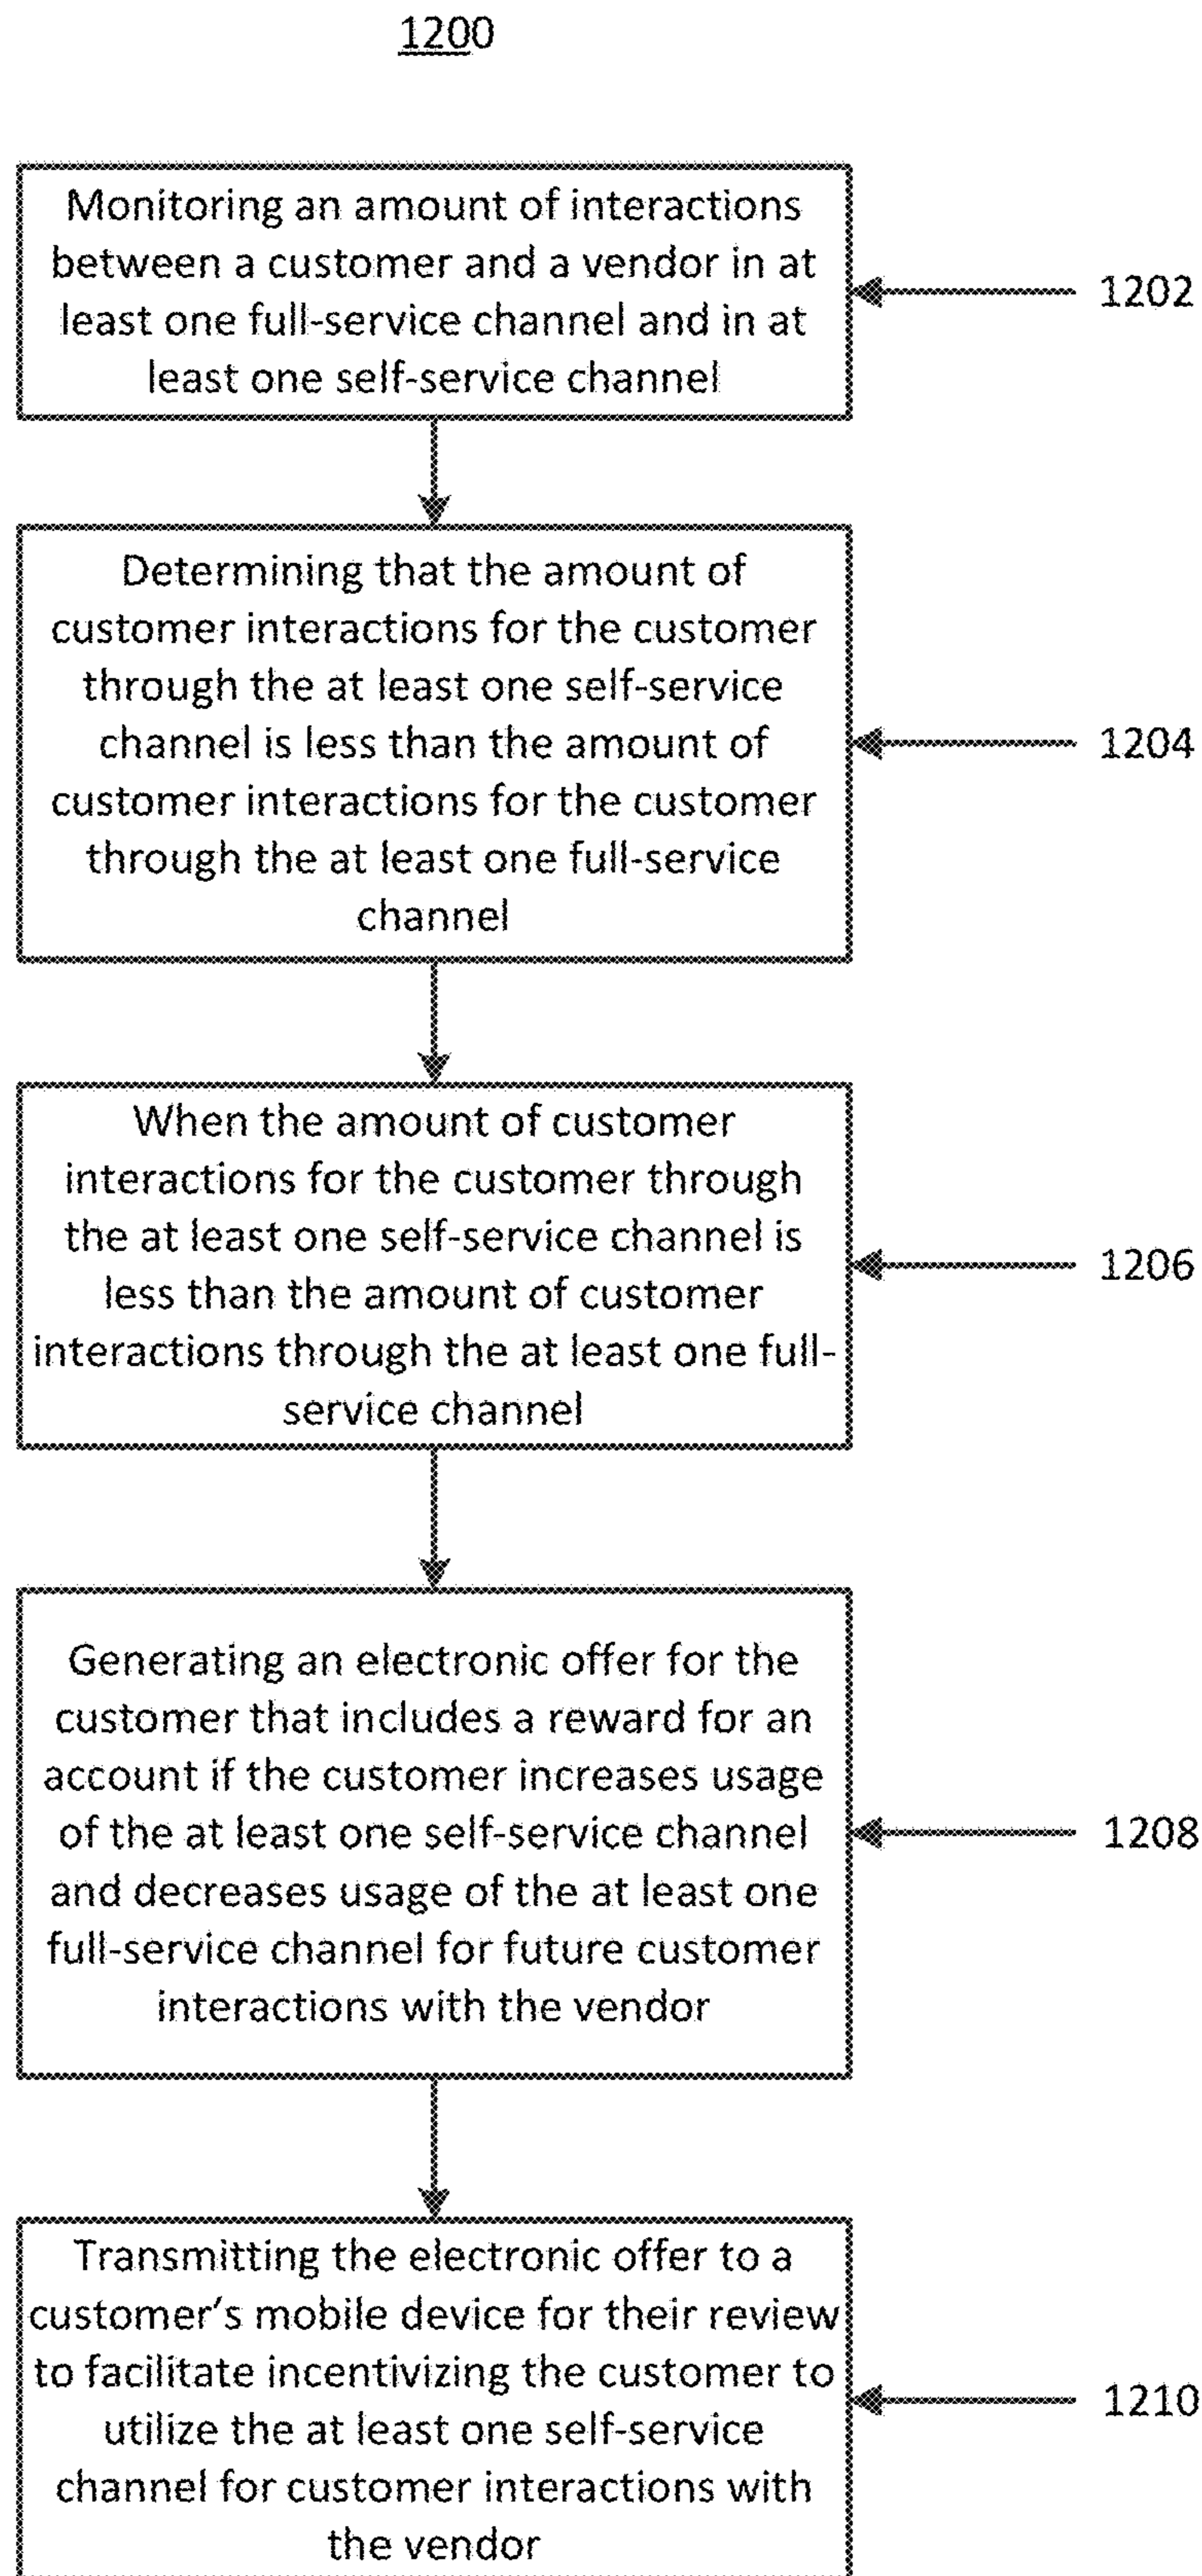 1200
Monitoring an amount of interactions
between a customer and a vendor in at
least one full-service channel and in at
least one self-service channel
1202
Determining that the amount of
customer interactions for the customer
through the at least one self-service
channel is less than the amount of
customer interactions for the customer
through the at least one full-service
channel
1204
When the amount of customer
interactions for the customer through
the at least one self-service channel is
less than the amount of customer
interactions through the at least one full-
service channel
1206
Generating an electronic offer for the
customer that includes a reward for an
account if the customer increases usage
of the at least one self-service channel
and decreases usage of the at least one
full-service channel for future customer
interactions with the vendor
1208
Transmitting the electronic offer to a
customer's mobile device for their review
to facilitate incentivizing the customer to
utilize the at least one self-service
channel for customer interactions with
the vendor
1210